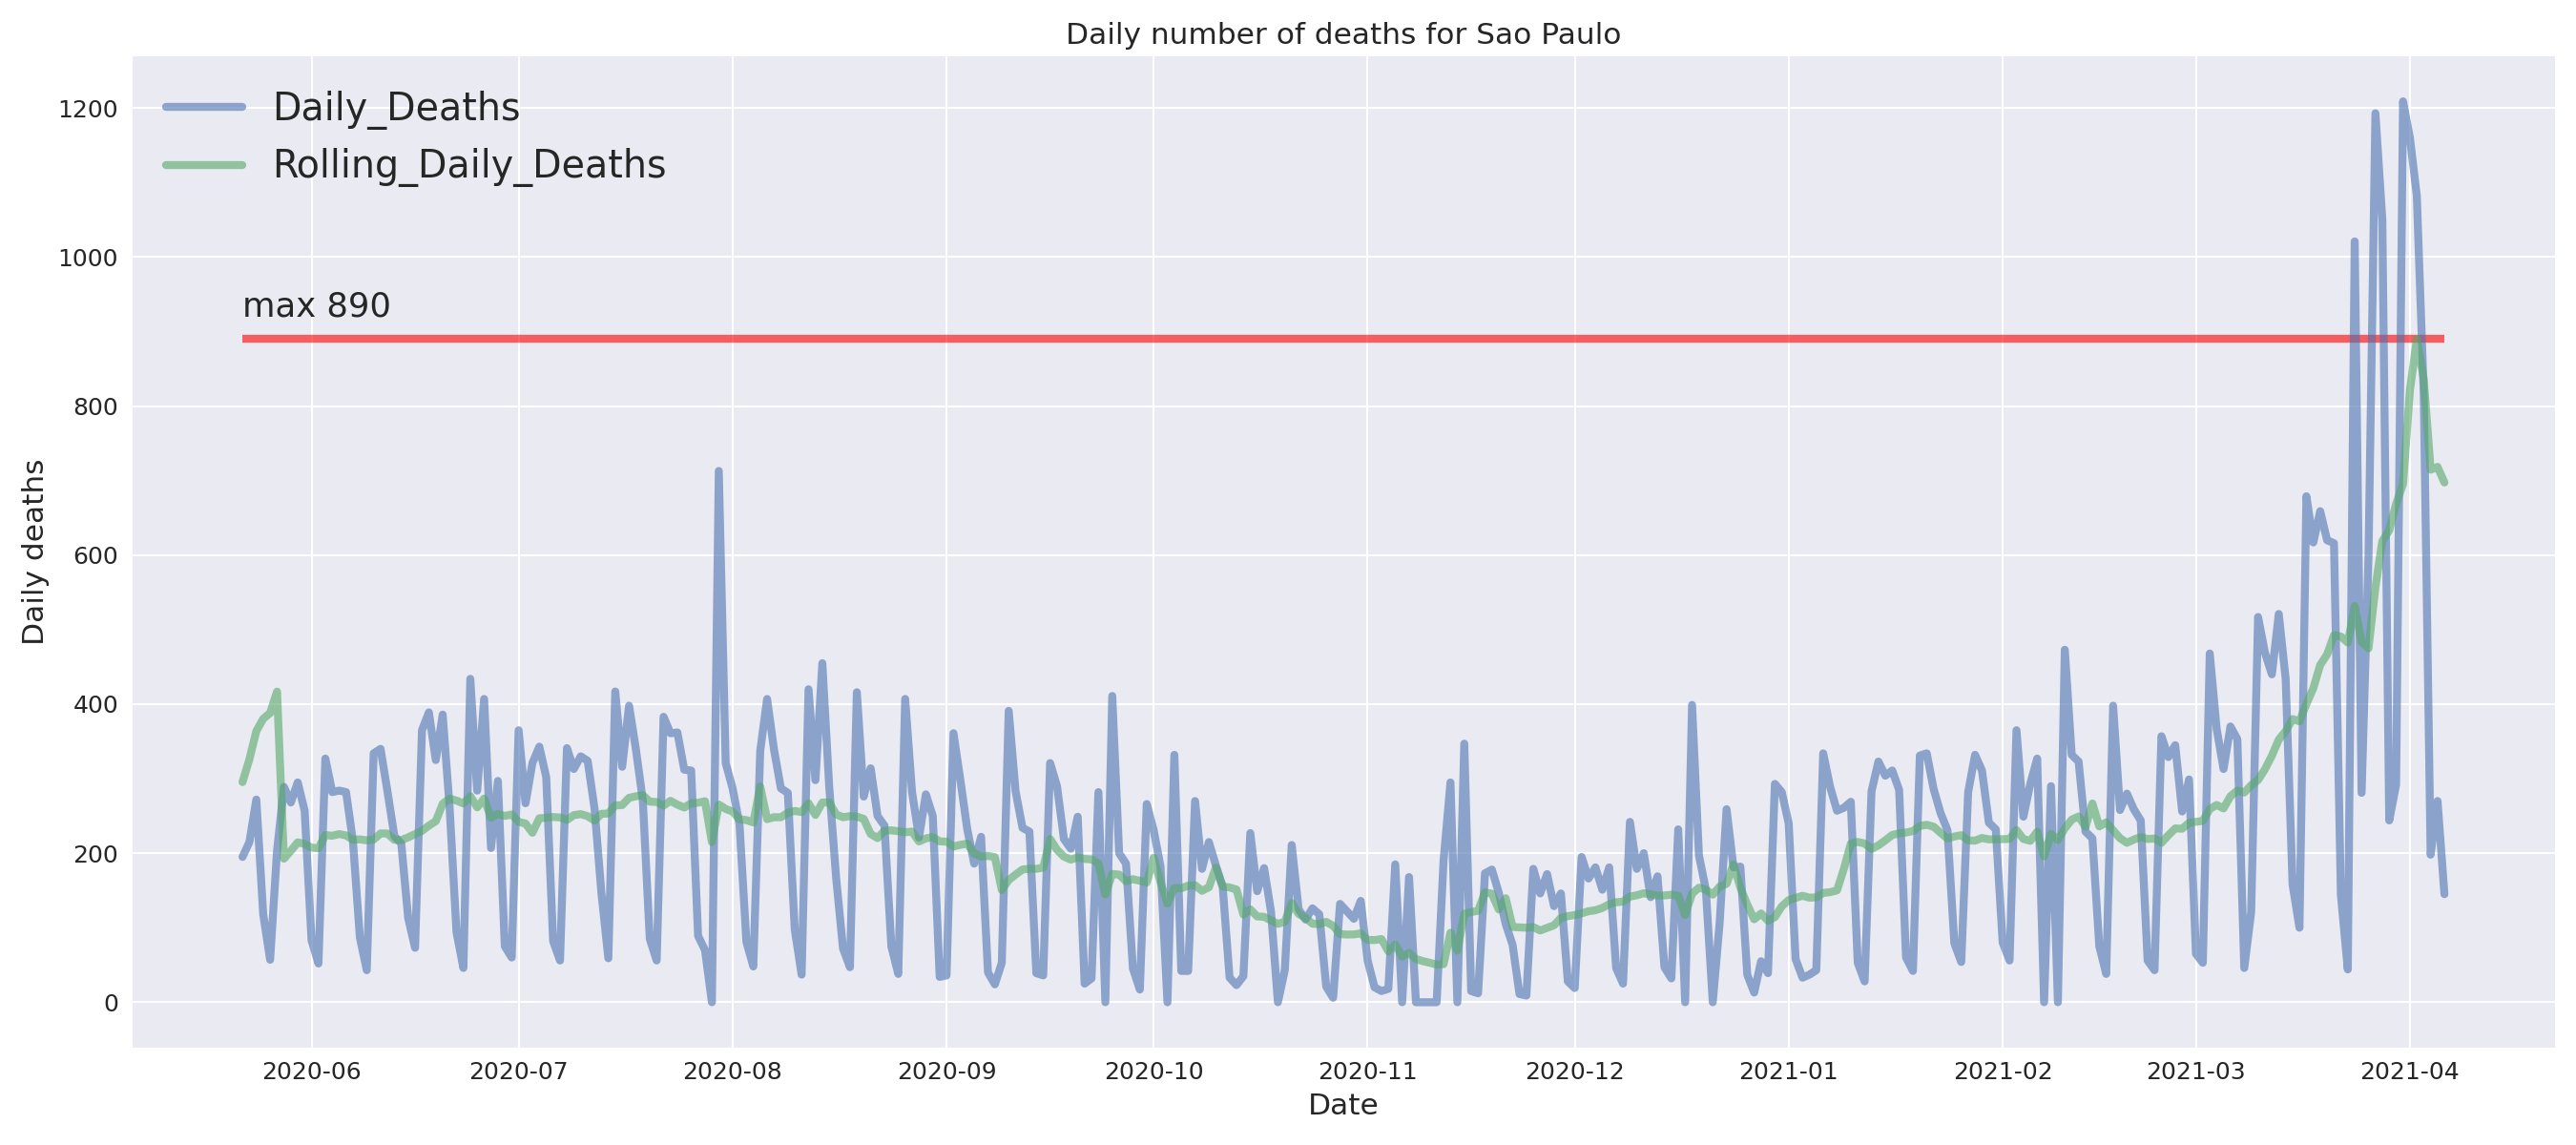 Daily number of deaths for Sao Paulo
Daily_Deaths
Rolling_Daily_Deaths
max 890
1200
1000
800
600
400
200
0
Daily deaths
2020-06 2020-07 2020-08 2020-09 2020-10 2020-11 2020-12 2021-01 2021-02 2021-03 2021-04
Date